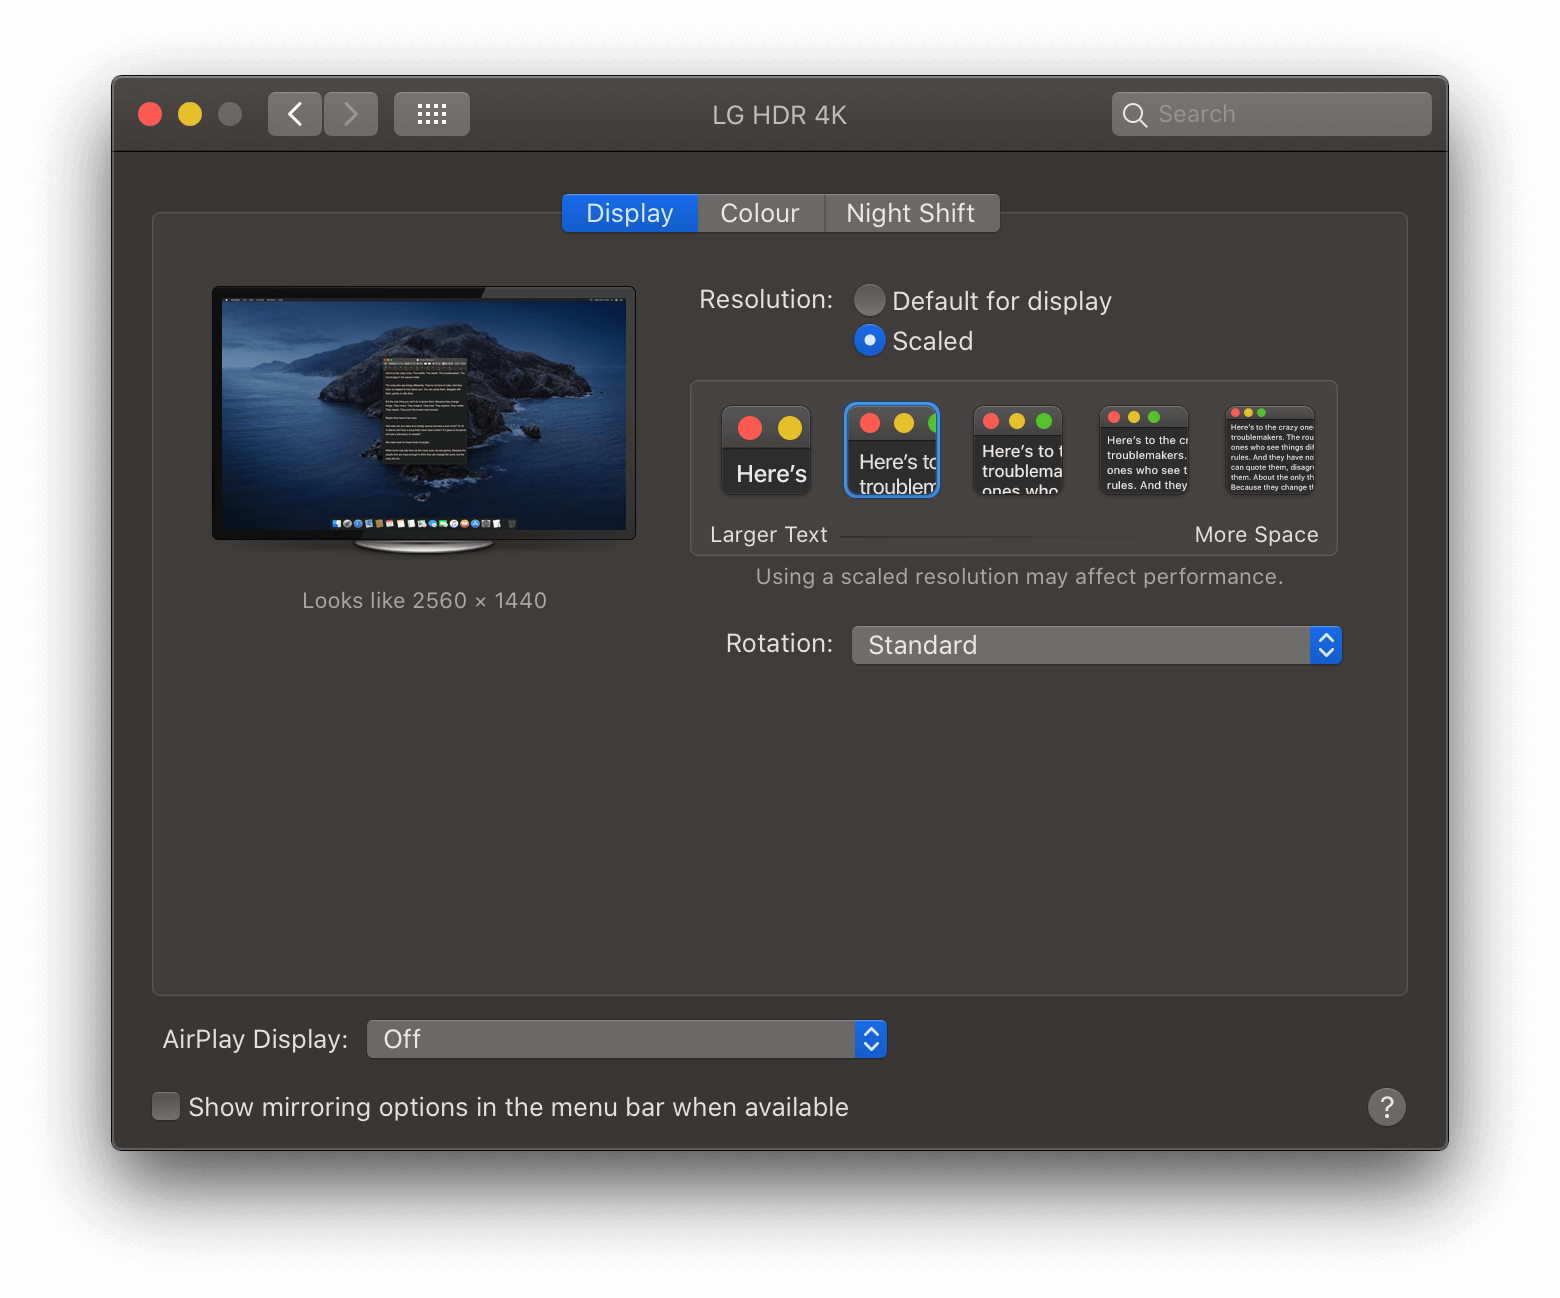 LG HDR 4K
Search
Display
Colour
Night Shift
Resolution:
Default for display
Scaled
Here's
Here's to
troublem
Here's to t
troublema
ones who
Here's to the cr
troublemakers.
ones who see t
rules. And they
Here's to the crazy one
troublemakers. The rou
ones who see things dif
rules. And they have no
can quote them, disagr
them. About the only th
Because they change t
Larger Text
More Space
Using a scaled resolution may affect performance.
Looks like 2560 × 1440
Rotation:
Standard
AirPlay Display:
Off
Show mirroring options in the menu bar when available
?